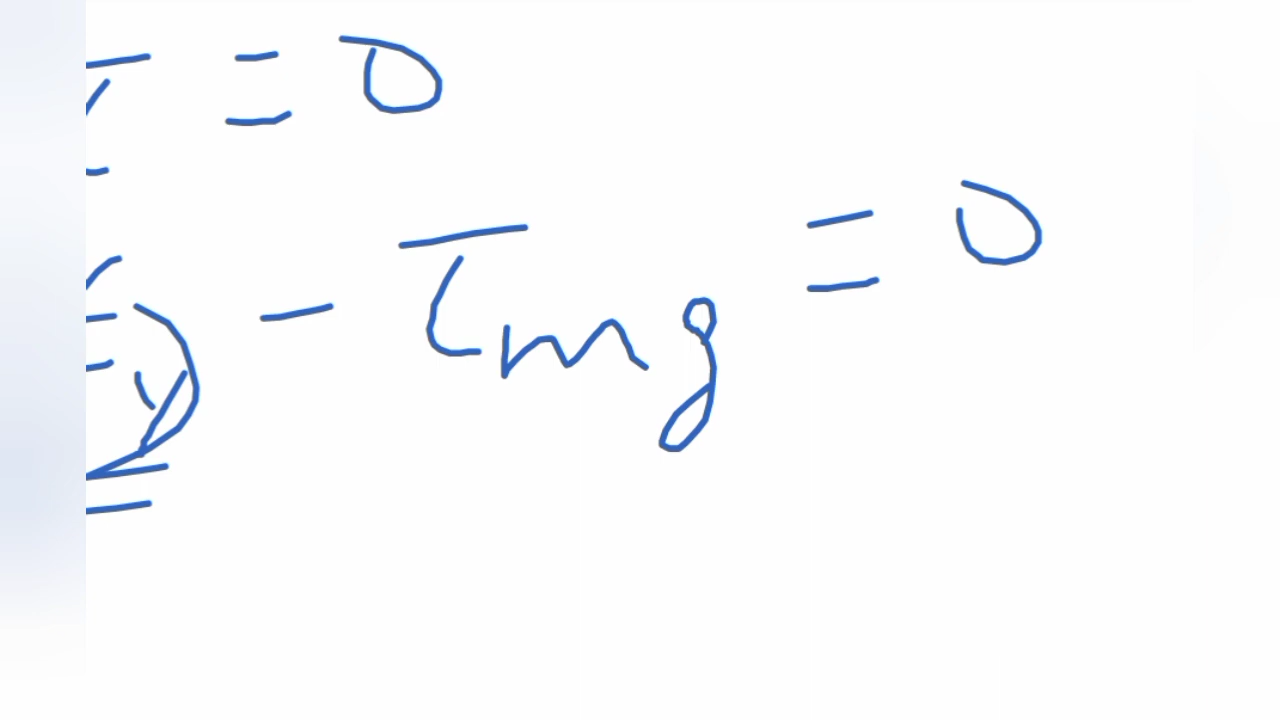 τ = 0
- τmg = 0